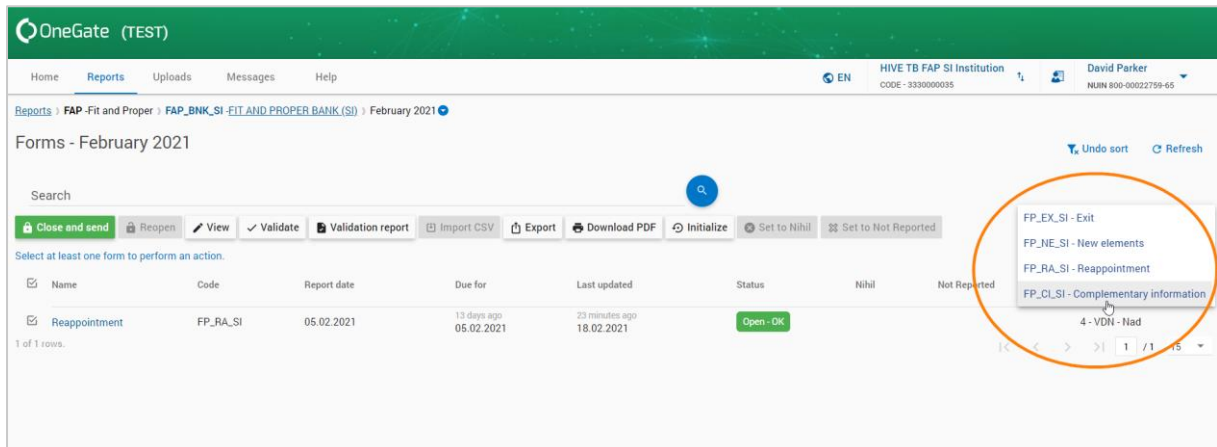 OneGate (TEST)
Home Reports Uploads Messages Help EN HIVE TB FAP SI Institution CODE - 3330000035 David Parker NUIN 800-00022759-65
Reports FAP -Fit and Proper FAP_BNK_SI -FIT AND PROPER BANK (SI) February 2021
Forms - February 2021
Undo sort Refresh
Search
Close and send Reopen View Validate Validation report Import CSV Export Download PDF Initialize Set to Nihil Set to Not Reported
FP_EX_SI - Exit
FP_NE_SI - New elements
FP_RA_SI - Reappointment
FP_CI_SI - Complementary information
Select at least one form to perform an action.
Name Code Report date Due for Last updated Status Nihil Not Reported
Reappointment FP_RA_SI 05.02.2021 13 days ago 05.02.2021 23 minutes ago 18.02.2021 Open - OK 4 - VDN - Nad
1 of 1 rows. 1 / 1 15